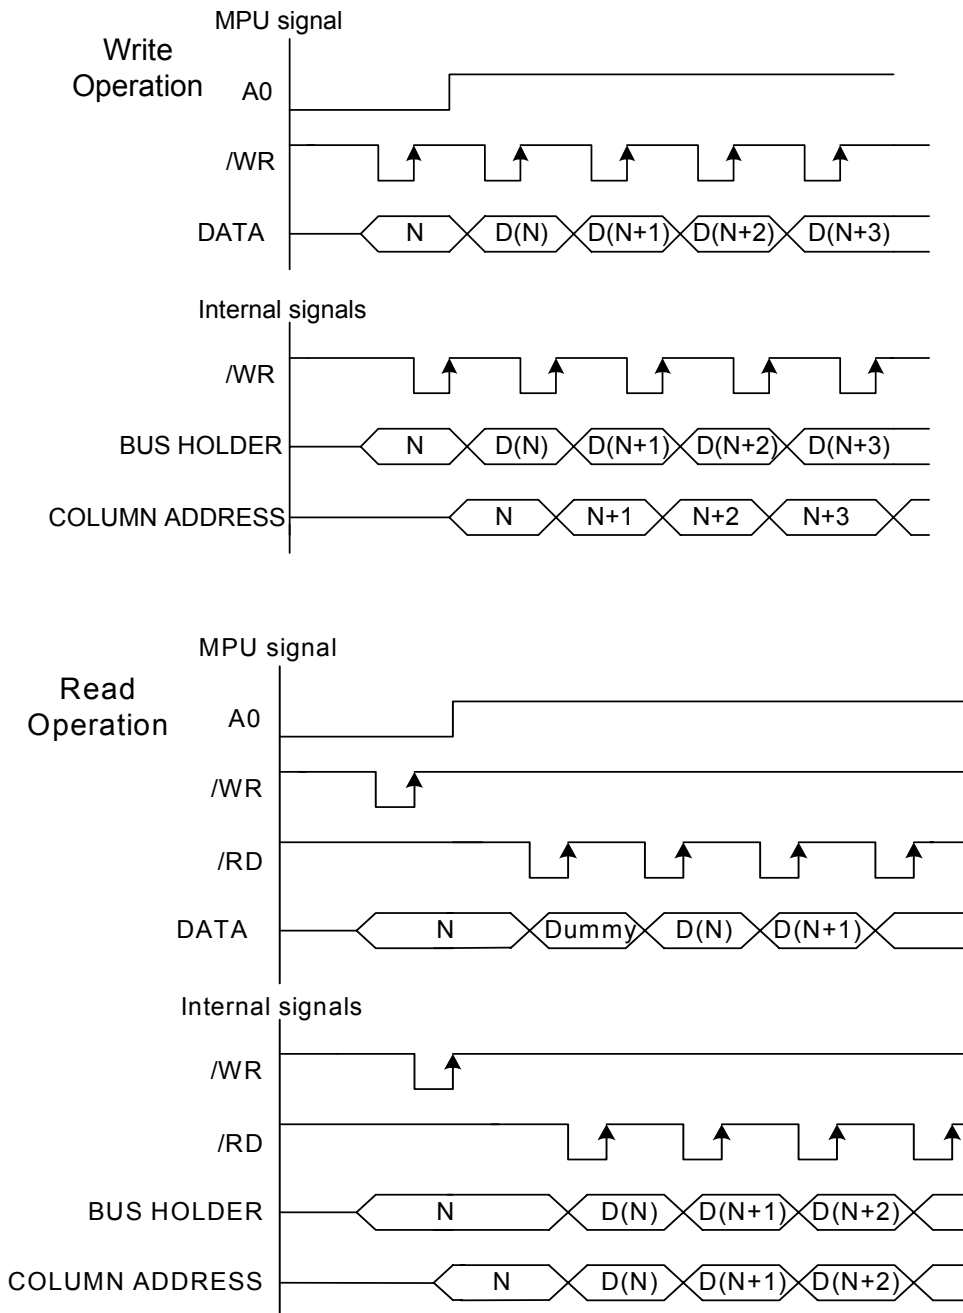 MPU signal
Write
Operation
A0
/WR
DATA N D(N) D(N+1) D(N+2) D(N+3)
Internal signals
/WR
BUS HOLDER N D(N) D(N+1) D(N+2) D(N+3)
COLUMN ADDRESS N N+1 N+2 N+3
MPU signal
Read
Operation
A0
/WR
/RD
DATA N Dummy D(N) D(N+1)
Internal signals
/WR
/RD
BUS HOLDER N D(N) D(N+1) D(N+2)
COLUMN ADDRESS N D(N) D(N+1) D(N+2)